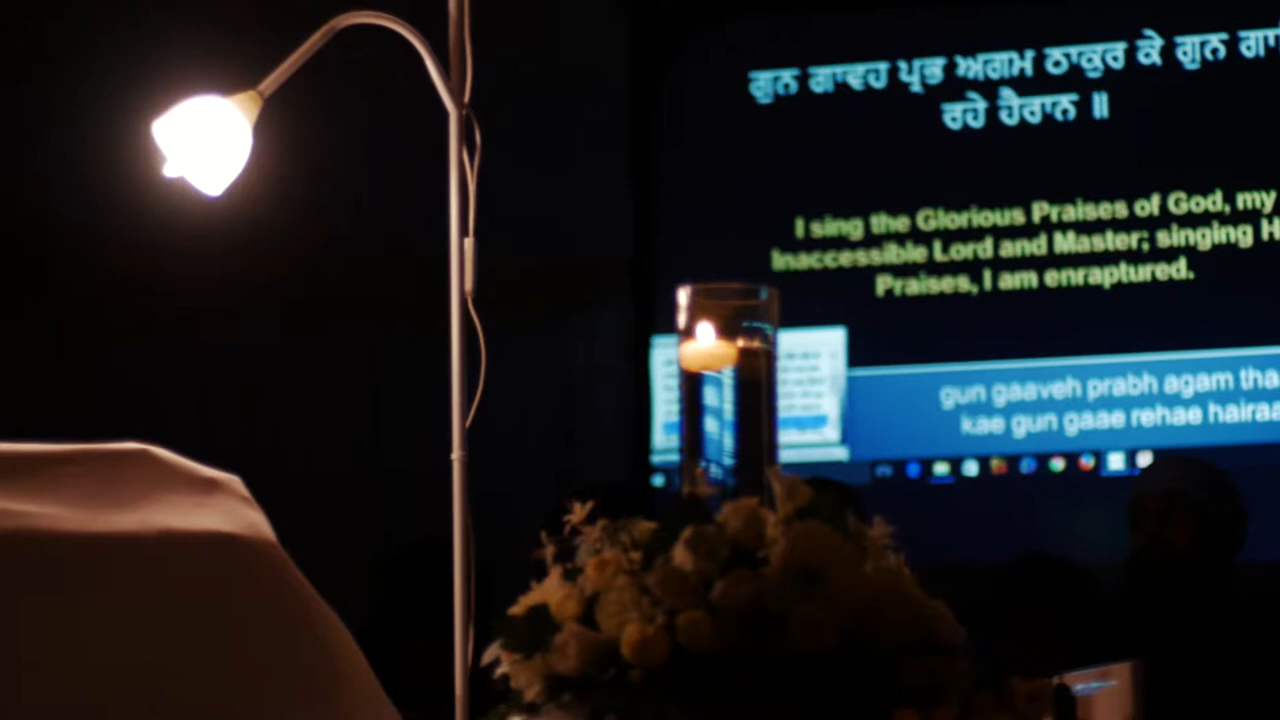 ਗੁਨ ਗਾਵਹ ਪ੍ਰਭ ਅਗਮ ਠਾਕੁਰ ਕੇ ਗੁਨ
ਰਹੇ ਹੈਰਾਨ ॥
I sing the Glorious Praises of God, my
Inaccessible Lord and Master; singing
Praises, I am enraptured.
gun gaaveh prabh agam
kae gun gaae rehae